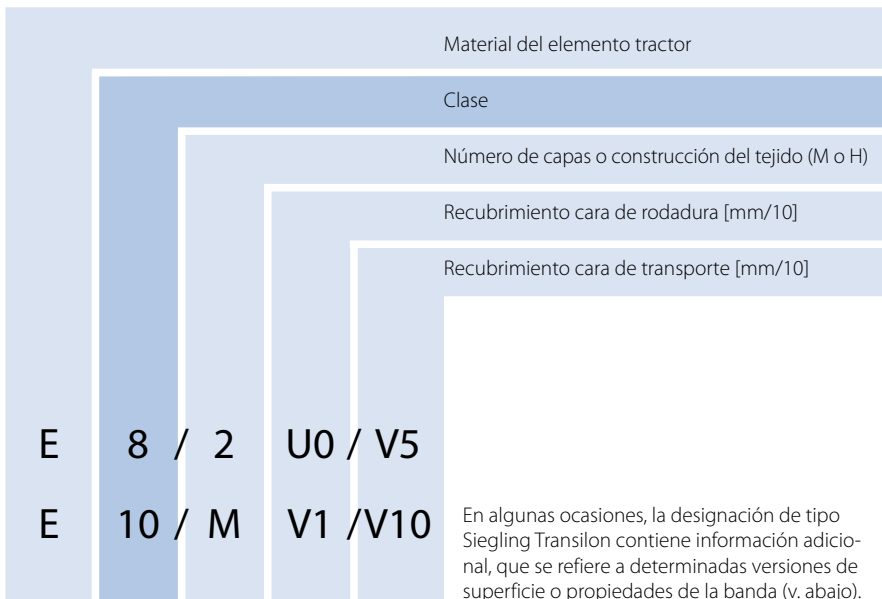 Material del elemento tractor
Clase
Número de capas o construcción del tejido (M o H)
Recubrimiento cara de rodadura [mm/10]
Recubrimiento cara de transporte [mm/10]
E 8 / 2 U0 / V5
E 10 / M V1 /V10
En algunas ocasiones, la designación de tipo
Siegling Transilon contiene información adicio-
nal, que se refiere a determinadas versiones de
superficie o propiedades de la banda (v. abajo).